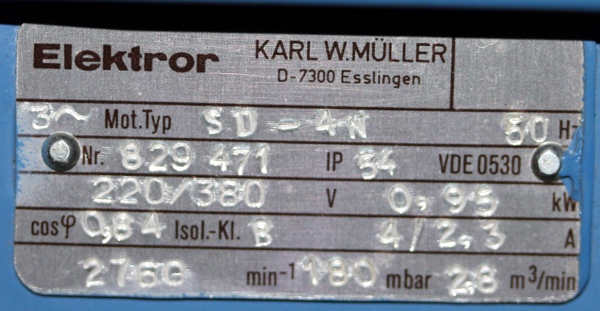 Elektror KARL W. MÜLLER
D-7300 Esslingen
3~ Mot.Typ SD-4N 50 Hz
Nr. 829 471 IP 54 VDE 0530
220/380 V 0,95 kW
cosφ 0,84 Isol.-Kl. B 4/2,3 A
2760 min⁻¹ 180 mbar 28 m³/min